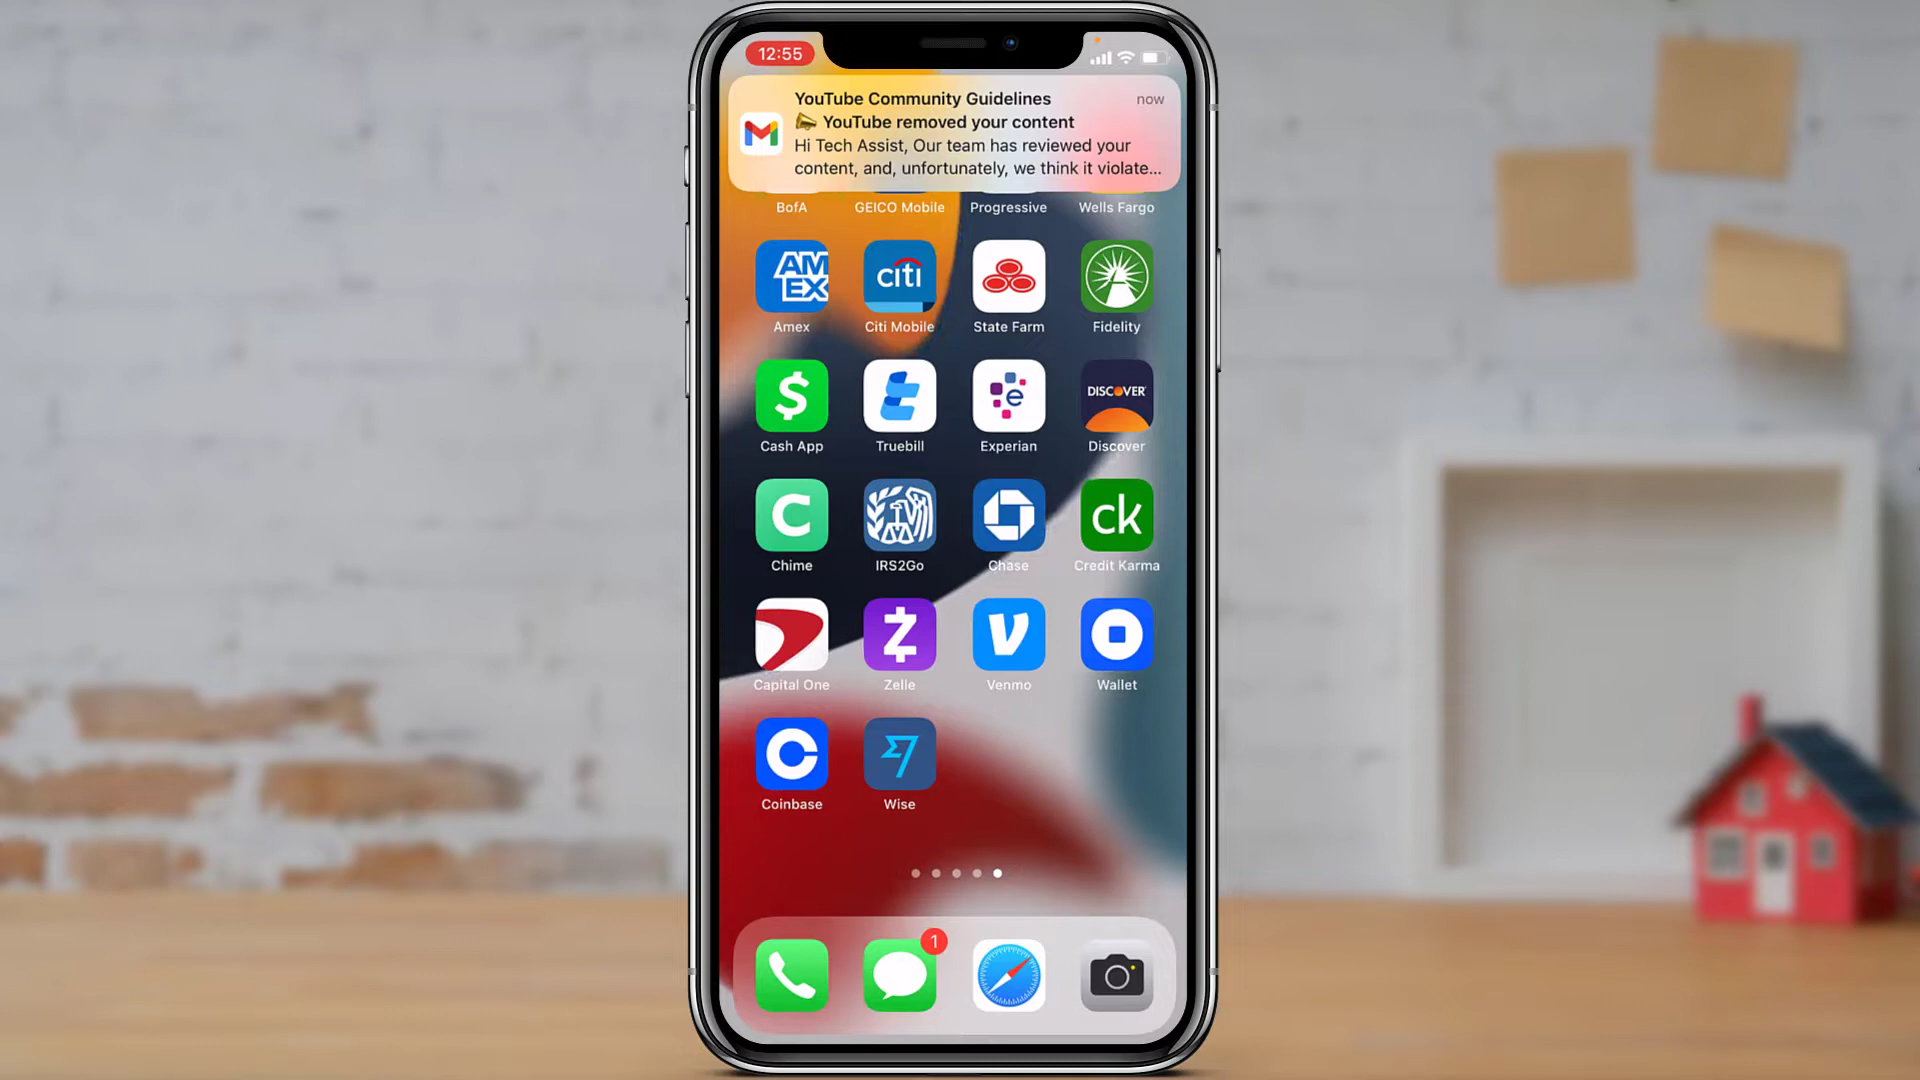 12:55
YouTube Community Guidelines now
YouTube removed your content
Hi Tech Assist, Our team has reviewed your
content, and, unfortunately, we think it violate...
BofA GEICO Mobile Progressive Wells Fargo
AM
EX
citi
Amex Citi Mobile State Farm Fidelity
$
e
DISCOVER
Cash App Truebill Experian Discover
C
ck
Chime IRS2Go Chase Credit Karma
Capital One Zelle Venmo Wallet
Coinbase Wise
1